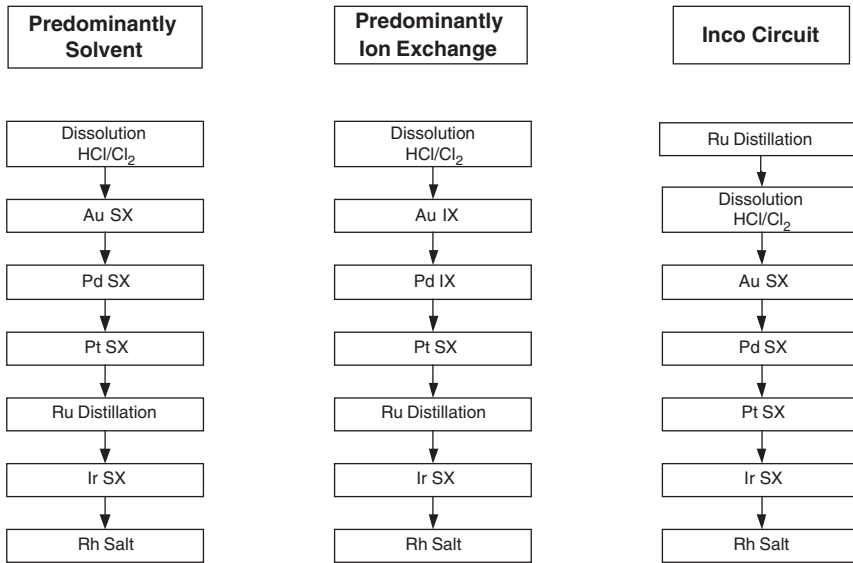 Predominantly
Solvent
Dissolution
HCl/Cl₂
Au SX
Pd SX
Pt SX
Ru Distillation
Ir SX
Rh Salt
Predominantly
Ion Exchange
Dissolution
HCl/Cl₂
Au IX
Pd IX
Pt SX
Ru Distillation
Ir SX
Rh Salt
Inco Circuit
Ru Distillation
Dissolution
HCl/Cl₂
Au SX
Pd SX
Pt SX
Ir SX
Rh Salt